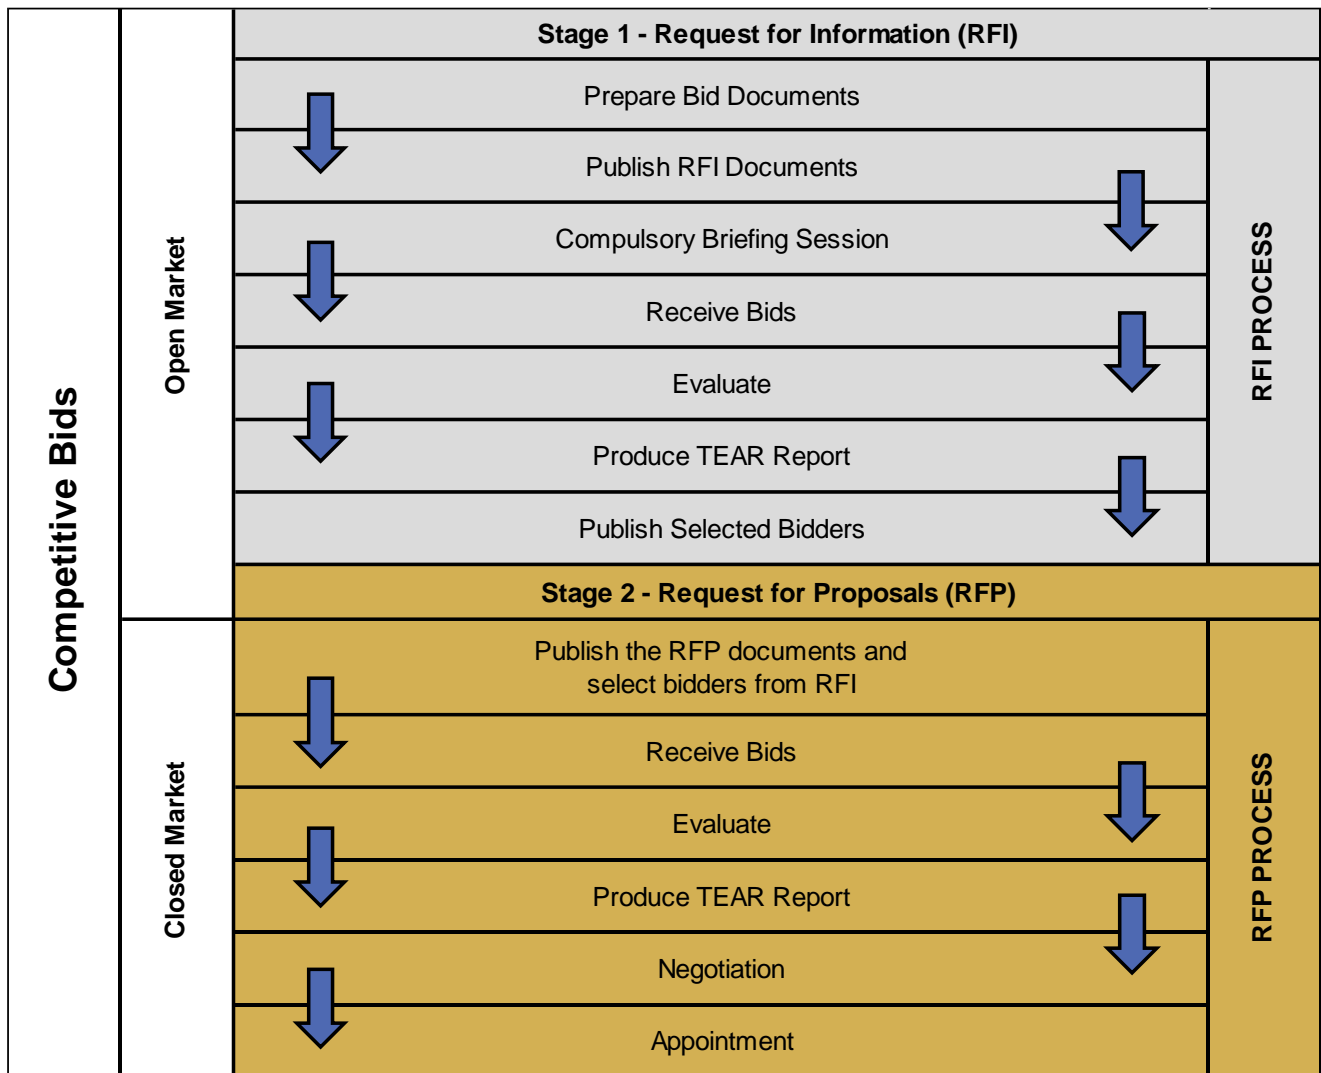 Competitive Bids
Open Market
Stage 1 - Request for Information (RFI)
Prepare Bid Documents
Publish RFI Documents
Compulsory Briefing Session
Receive Bids
Evaluate
Produce TEAR Report
Publish Selected Bidders
RFI PROCESS
Stage 2 - Request for Proposals (RFP)
Closed Market
Publish the RFP documents and
select bidders from RFI
Receive Bids
Evaluate
Produce TEAR Report
Negotiation
Appointment
RFP PROCESS